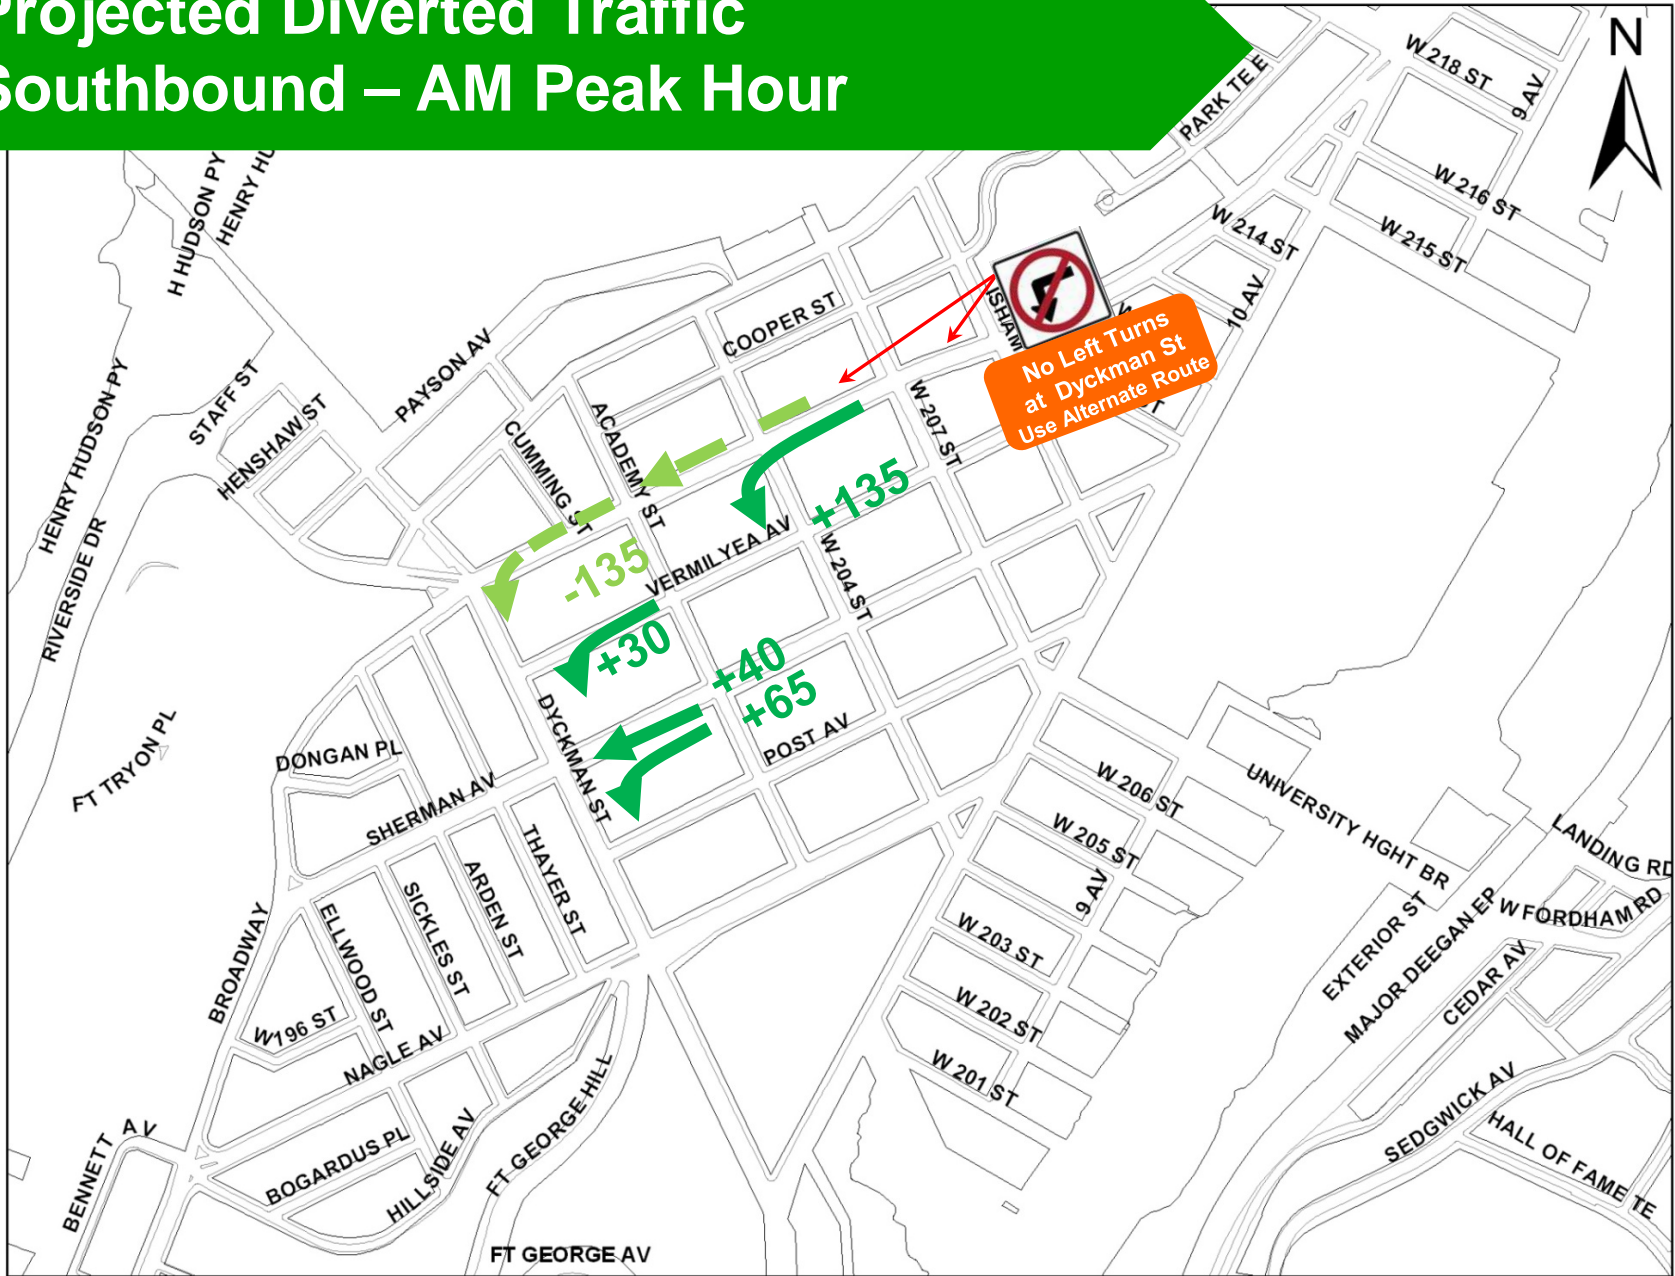 Projected Diverted Traffic
Southbound – AM Peak Hour
N
W 218 ST
9 AV
PARK TE E
H HUDSON PY
HENRY HU
W 216 ST
W 214 ST
W 215 ST
10 AV
ISHAM
COOPER ST
No Left Turns
at Dyckman St
Use Alternate Route
PAYSON AV
HENRY HUDSON PY
STAFF ST
HENSHAW ST
ACADEMY ST
CUMMING ST
W 207 ST
+135
VERMILYEA AV
W 204 ST
-135
RIVERSIDE DR
+30
+40
+65
DYCKMAN ST
POST AV
FT TRYON PL
DONGAN PL
SHERMAN AV
W 206 ST
UNIVERSITY HGHT BR
W 205 ST
LANDING RD
THAYER ST
ARDEN ST
SICKLES ST
ELLWOOD ST
9 AV
W FORDHAM RD
BROADWAY
W 203 ST
EXTERIOR ST
MAJOR DEEGAN EP
CEDAR AV
W 202 ST
W196 ST
NAGLE AV
W 201 ST
FT GEORGE HILL
SEDGWICK AV
HALL OF FAME TE
BENNETT AV
BOGARDUS PL
HILLSIDE AV
FT GEORGE AV